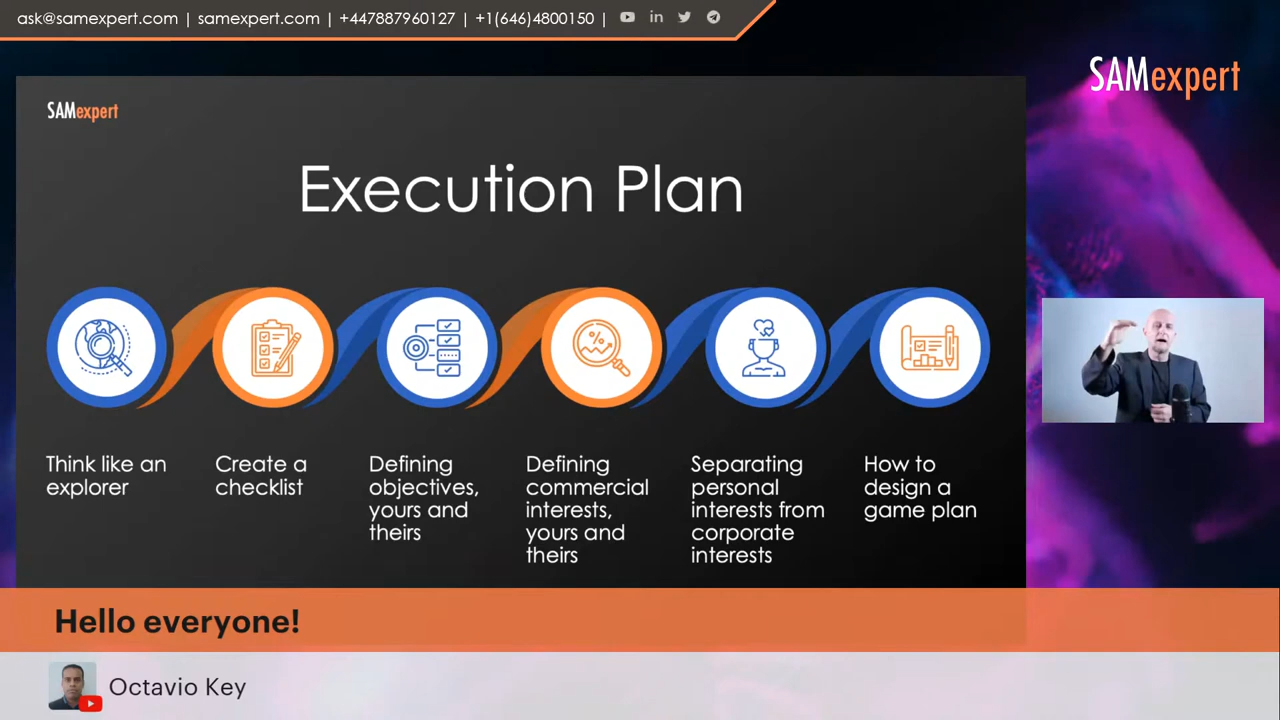 ask@samexpert.com | samexpert.com | +447887960127 | +1(646)4800150 |
SAMexpert
SAMexpert
Execution Plan
Think like an
explorer
Create a
checklist
Defining
objectives,
yours and
theirs
Defining
commercial
interests,
yours and
theirs
Separating
personal
interests from
corporate
interests
How to
design a
game plan
Hello everyone!
Octavio Key